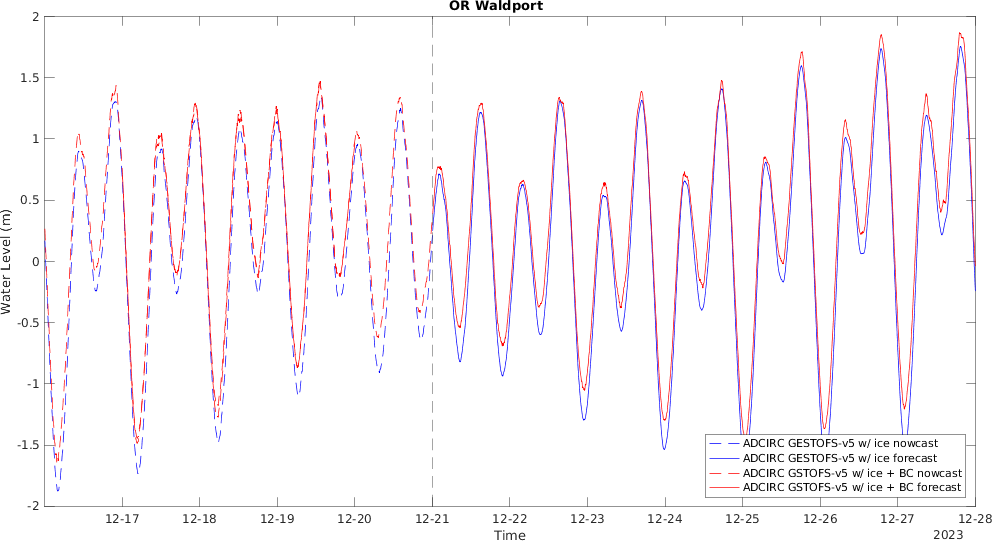 OR Waldport
2
1.5
1
0.5
0
-0.5
-1
-1.5
-2
Water Level (m)
ADCIRC GESTOFS-v5 w/ ice nowcast
ADCIRC GESTOFS-v5 w/ ice forecast
ADCIRC GSTOFS-v5 w/ ice + BC nowcast
ADCIRC GSTOFS-v5 w/ ice + BC forecast
12-17 12-18 12-19 12-20 12-21 12-22 12-23 12-24 12-25 12-26 12-27 12-28
Time
2023